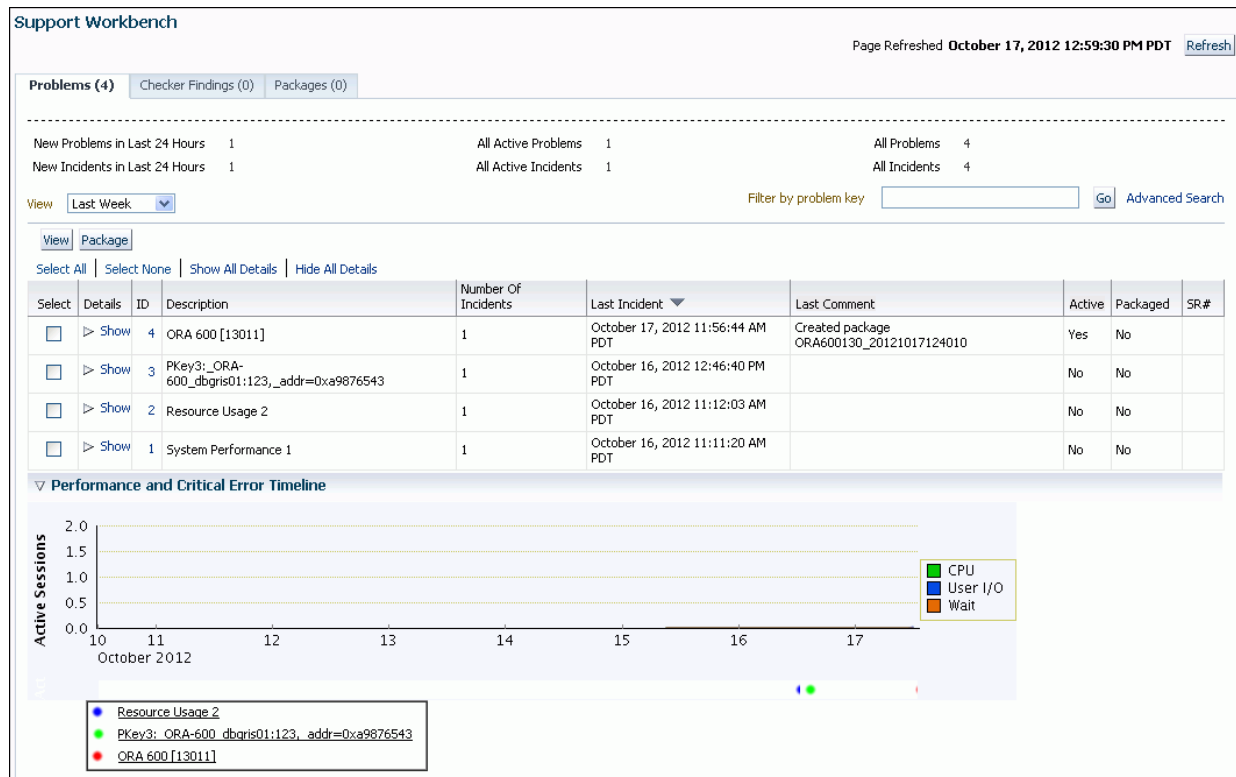 Support Workbench
Page Refreshed October 17, 2012 12:59:30 PM PDT Refresh
Problems (4) Checker Findings (0) Packages (0)
New Problems in Last 24 Hours 1 All Active Problems 1 All Problems 4
New Incidents in Last 24 Hours 1 All Active Incidents 1 All Incidents 4
View Last Week Filter by problem key Go Advanced Search
View Package
Select All Select None Show All Details Hide All Details
Select Details ID Description Number Of Incidents Last Incident Last Comment Active Packaged SR#
Show 4 ORA 600 [13011] 1 October 17, 2012 11:56:44 AM PDT Created package ORA600130_20121017124010 Yes No
Show 3 PKey3:_ORA-600_dbgris01:123,_addr=0xa9876543 1 October 16, 2012 12:46:40 PM PDT No No
Show 2 Resource Usage 2 1 October 16, 2012 11:12:03 AM PDT No No
Show 1 System Performance 1 1 October 16, 2012 11:11:20 AM PDT No No
Performance and Critical Error Timeline
Active Sessions
2.0
1.5
1.0
0.5
0.0
10 11 12 13 14 15 16 17
October 2012
CPU
User I/O
Wait
Resource Usage 2
PKey3:_ORA-600_dbgris01:123,_addr=0xa9876543
ORA 600 [13011]